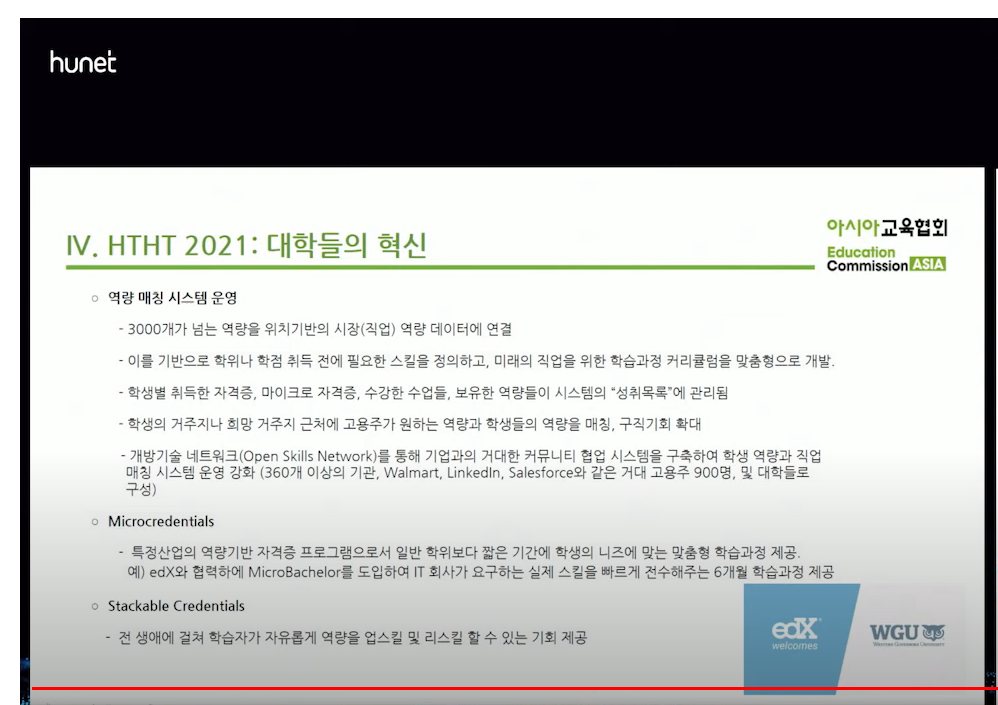 hunet
아시아교육협회
Education
Commission ASIA
Ⅳ. HTHT 2021: 대학들의 혁신
○ 역량 매칭 시스템 운영
- 3000개가 넘는 역량을 위치기반의 시장(직업) 역량 데이터에 연결
- 이를 기반으로 학위나 학점 취득 전에 필요한 스킬을 정의하고, 미래의 직업을 위한 학습과정 커리큘럼을 맞춤형으로 개발.
- 학생별 취득한 자격증, 마이크로 자격증, 수강한 수업들, 보유한 역량들이 시스템의 “성취목록”에 관리됨
- 학생의 거주지나 희망 거주지 근처에 고용주가 원하는 역량과 학생들의 역량을 매칭, 구직기회 확대
- 개방기술 네트워크(Open Skills Network)를 통해 기업과의 거대한 커뮤니티 협업 시스템을 구축하여 학생 역량과 직업
매칭 시스템 운영 강화 (360개 이상의 기관, Walmart, LinkedIn, Salesforce와 같은 거대 고용주 900명, 및 대학들로
구성)
○ Microcredentials
- 특정산업의 역량기반 자격증 프로그램으로서 일반 학위보다 짧은 기간에 학생의 니즈에 맞는 맞춤형 학습과정 제공.
예) edX와 협력하에 MicroBachelor를 도입하여 IT 회사가 요구하는 실제 스킬을 빠르게 전수해주는 6개월 학습과정 제공
○ Stackable Credentials
- 전 생애에 걸쳐 학습자가 자유롭게 역량을 업스킬 및 리스킬 할 수 있는 기회 제공
edX
welcomes
WGU
WESTERN GOVERNORS UNIVERSITY